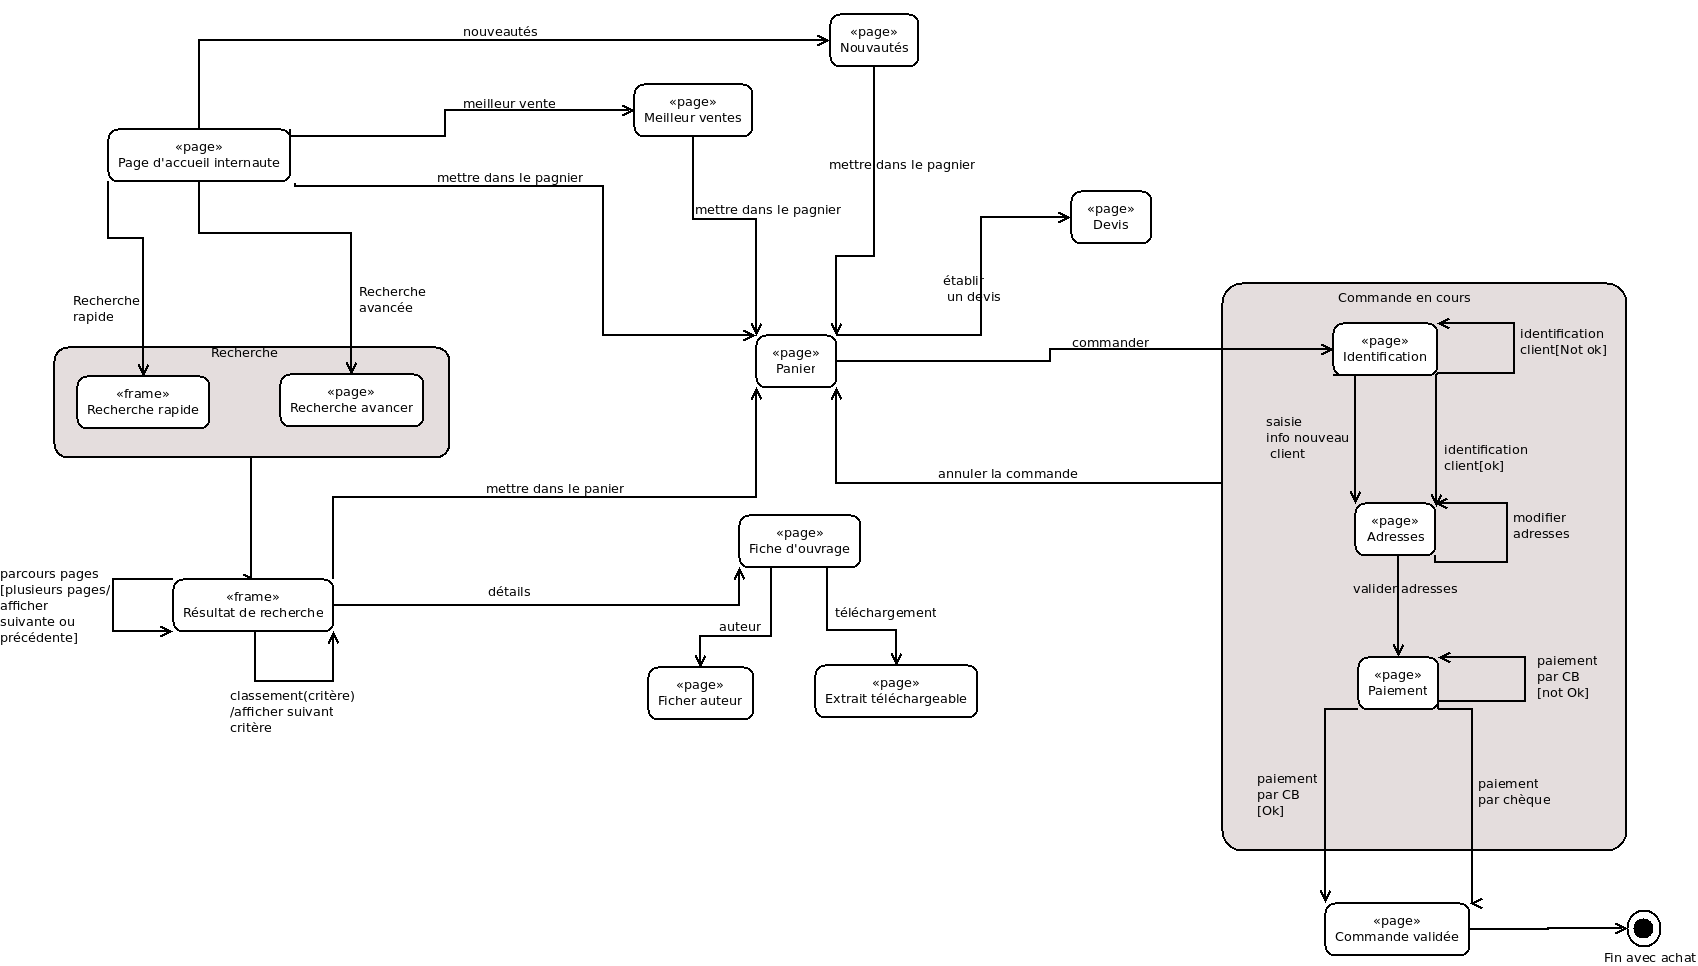 nouveautés
«page»
Nouvautés
meilleur vente
«page»
Meilleur ventes
«page»
Page d'accueil internaute
mettre dans le pagnier
mettre dans le pagnier
mettre dans le pagnier
«page»
Devis
établir
un devis
Recherche
rapide
Recherche
avancée
Recherche
«frame»
Recherche rapide
«page»
Recherche avancer
«page»
Panier
commander
Commande en cours
«page»
Identification
identification
client[Not ok]
saisie
info nouveau
client
identification
client[ok]
annuler la commande
mettre dans le panier
«page»
Adresses
modifier
adresses
valider adresses
«page»
Fiche d'ouvrage
parcours pages
[plusieurs pages/
afficher
suivante ou
précédente]
«frame»
Résultat de recherche
détails
auteur
téléchargement
classement(critère)
/afficher suivant
critère
«page»
Ficher auteur
«page»
Extrait téléchargeable
«page»
Paiement
paiement
par CB
[not Ok]
paiement
par CB
[Ok]
paiement
par chèque
«page»
Commande validée
Fin avec achat